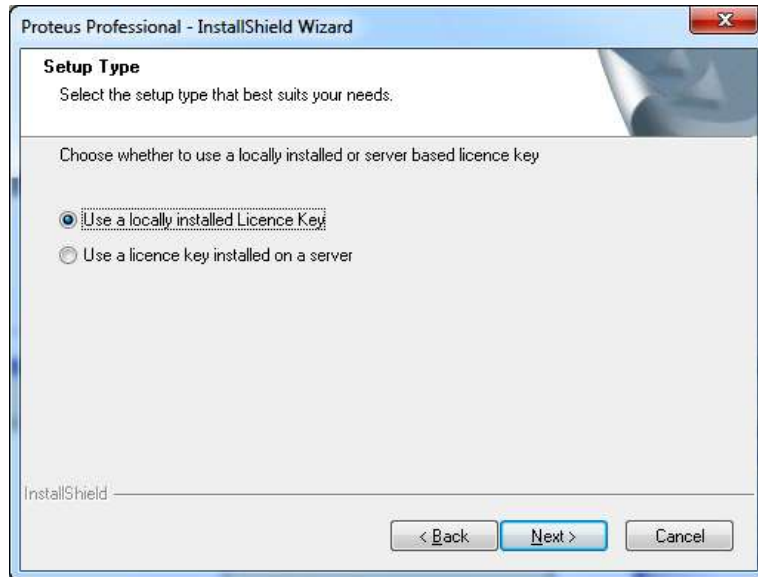 Proteus Professional - InstallShield Wizard
Setup Type
Select the setup type that best suits your needs.
Choose whether to use a locally installed or server based licence key
Use a locally installed Licence Key
Use a licence key installed on a server
InstallShield
< Back Next > Cancel